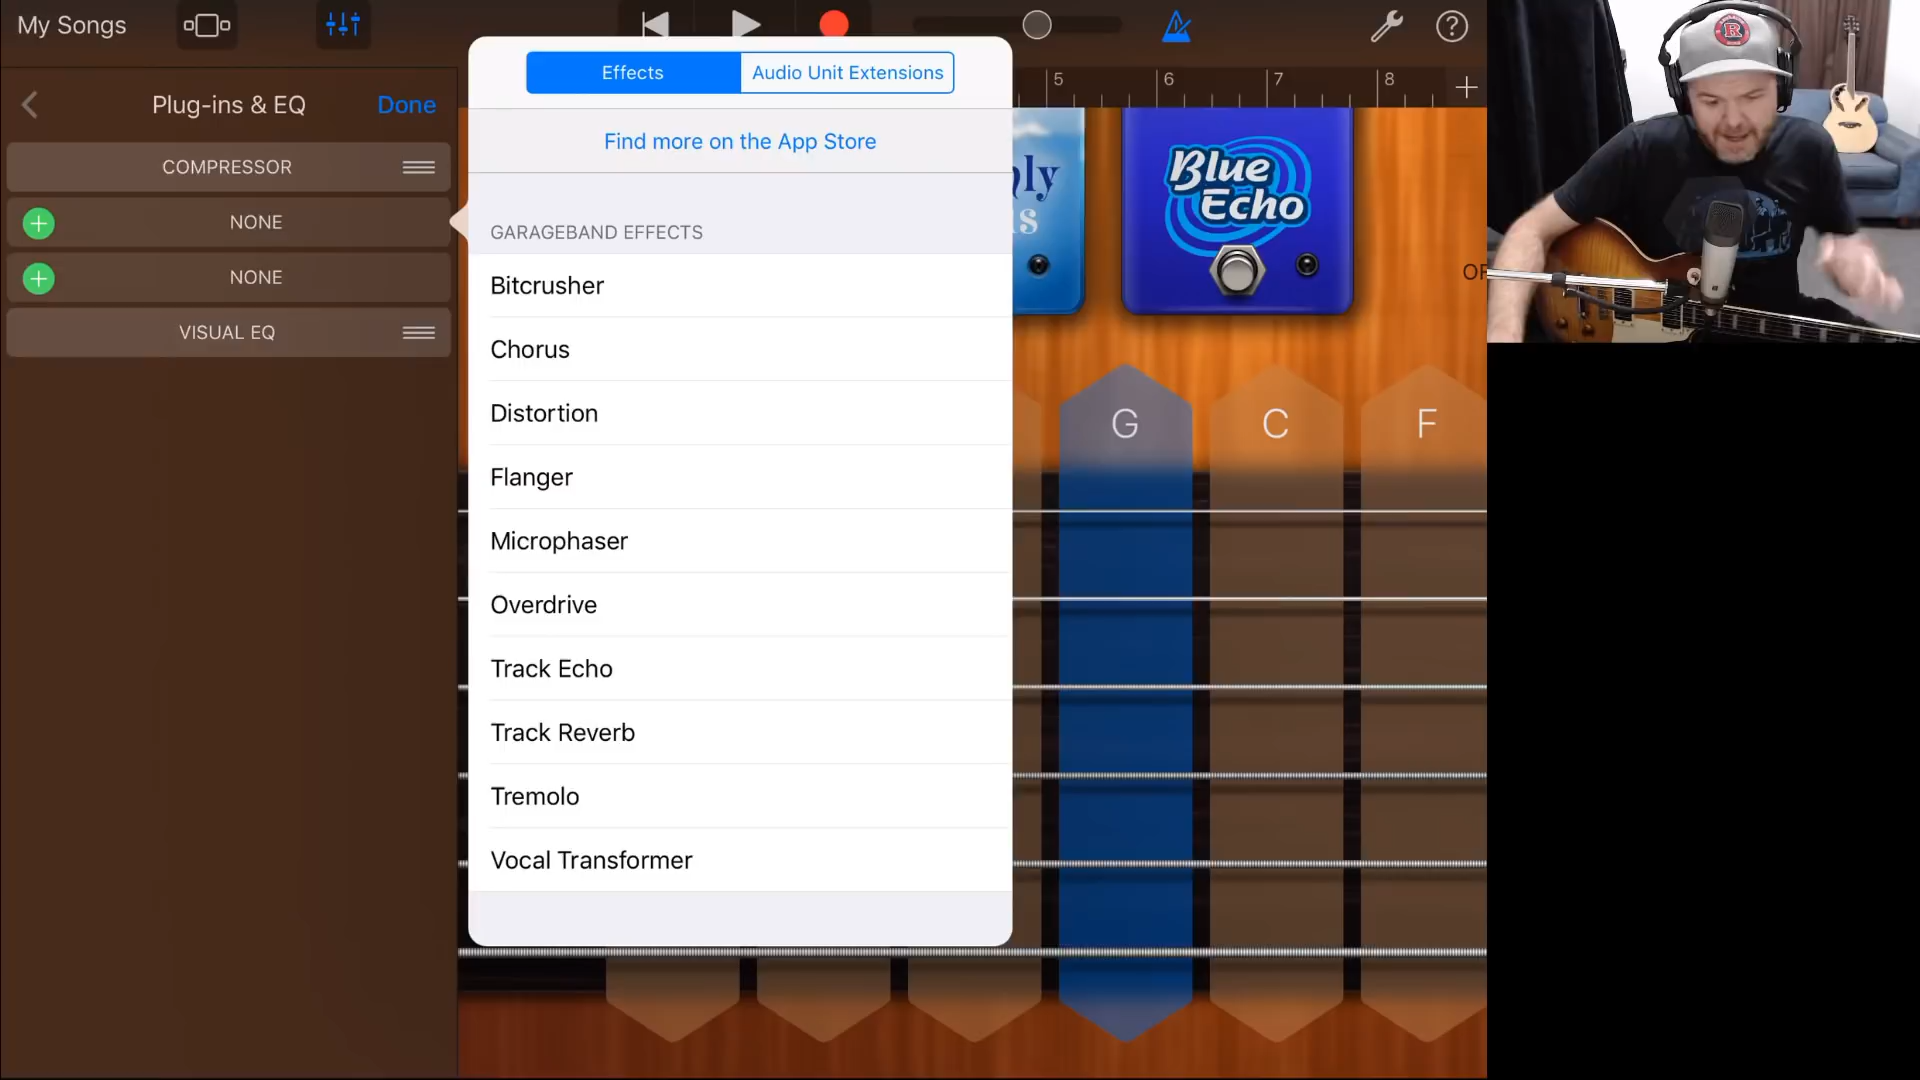 My Songs
Plug-ins & EQ
Done
COMPRESSOR
NONE
NONE
VISUAL EQ
Effects
Audio Unit Extensions
Find more on the App Store
GARAGEBAND EFFECTS
Bitcrusher
Chorus
Distortion
Flanger
Microphaser
Overdrive
Track Echo
Track Reverb
Tremolo
Vocal Transformer
5 6 7 8
Blue
Echo
G C F
R